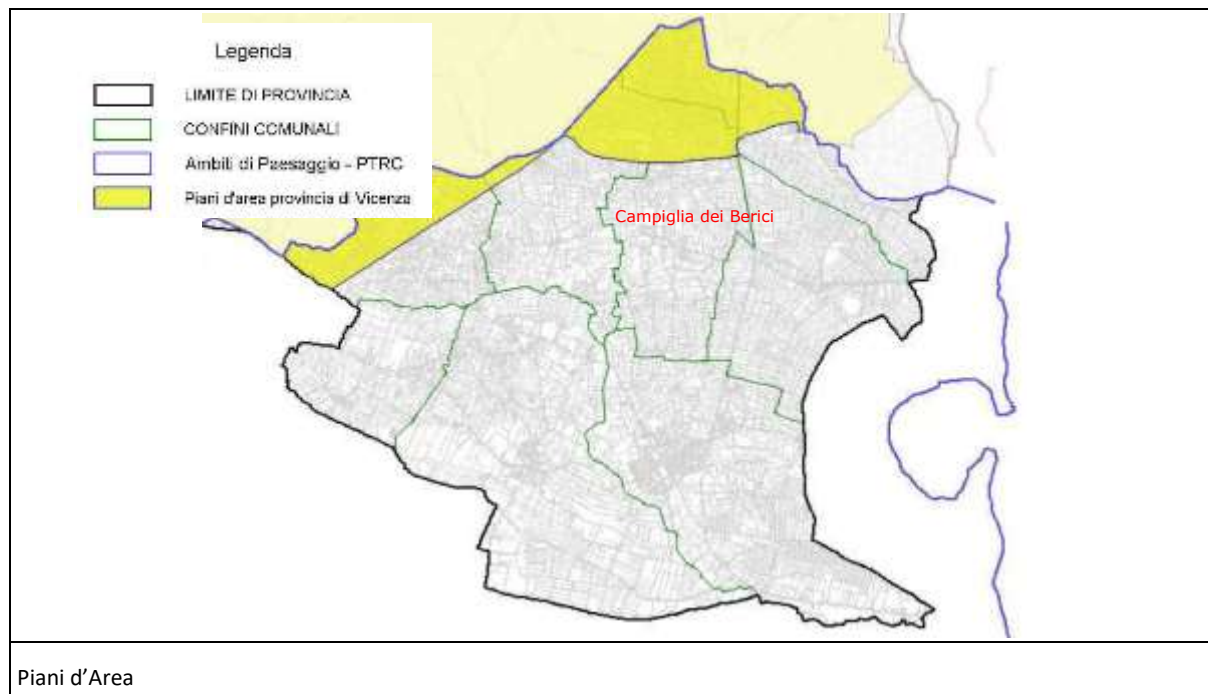 Legenda
LIMITE DI PROVINCIA
CONFINI COMUNALI
Ambiti di Paesaggio - PTRC
Piani d'area provincia di Vicenza
Campiglia dei Berici
Piani d’Area